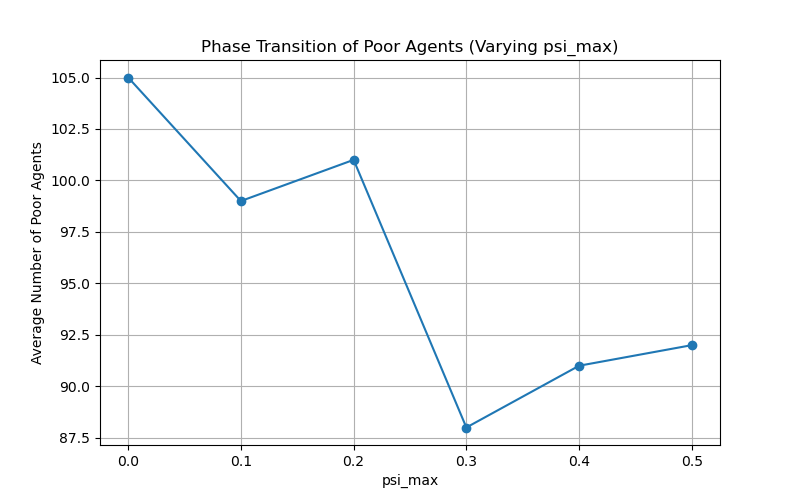 Phase Transition of Poor Agents (Varying psi_max)
Average Number of Poor Agents
105.0
102.5
100.0
97.5
95.0
92.5
90.0
87.5
0.0 0.1 0.2 0.3 0.4 0.5
psi_max